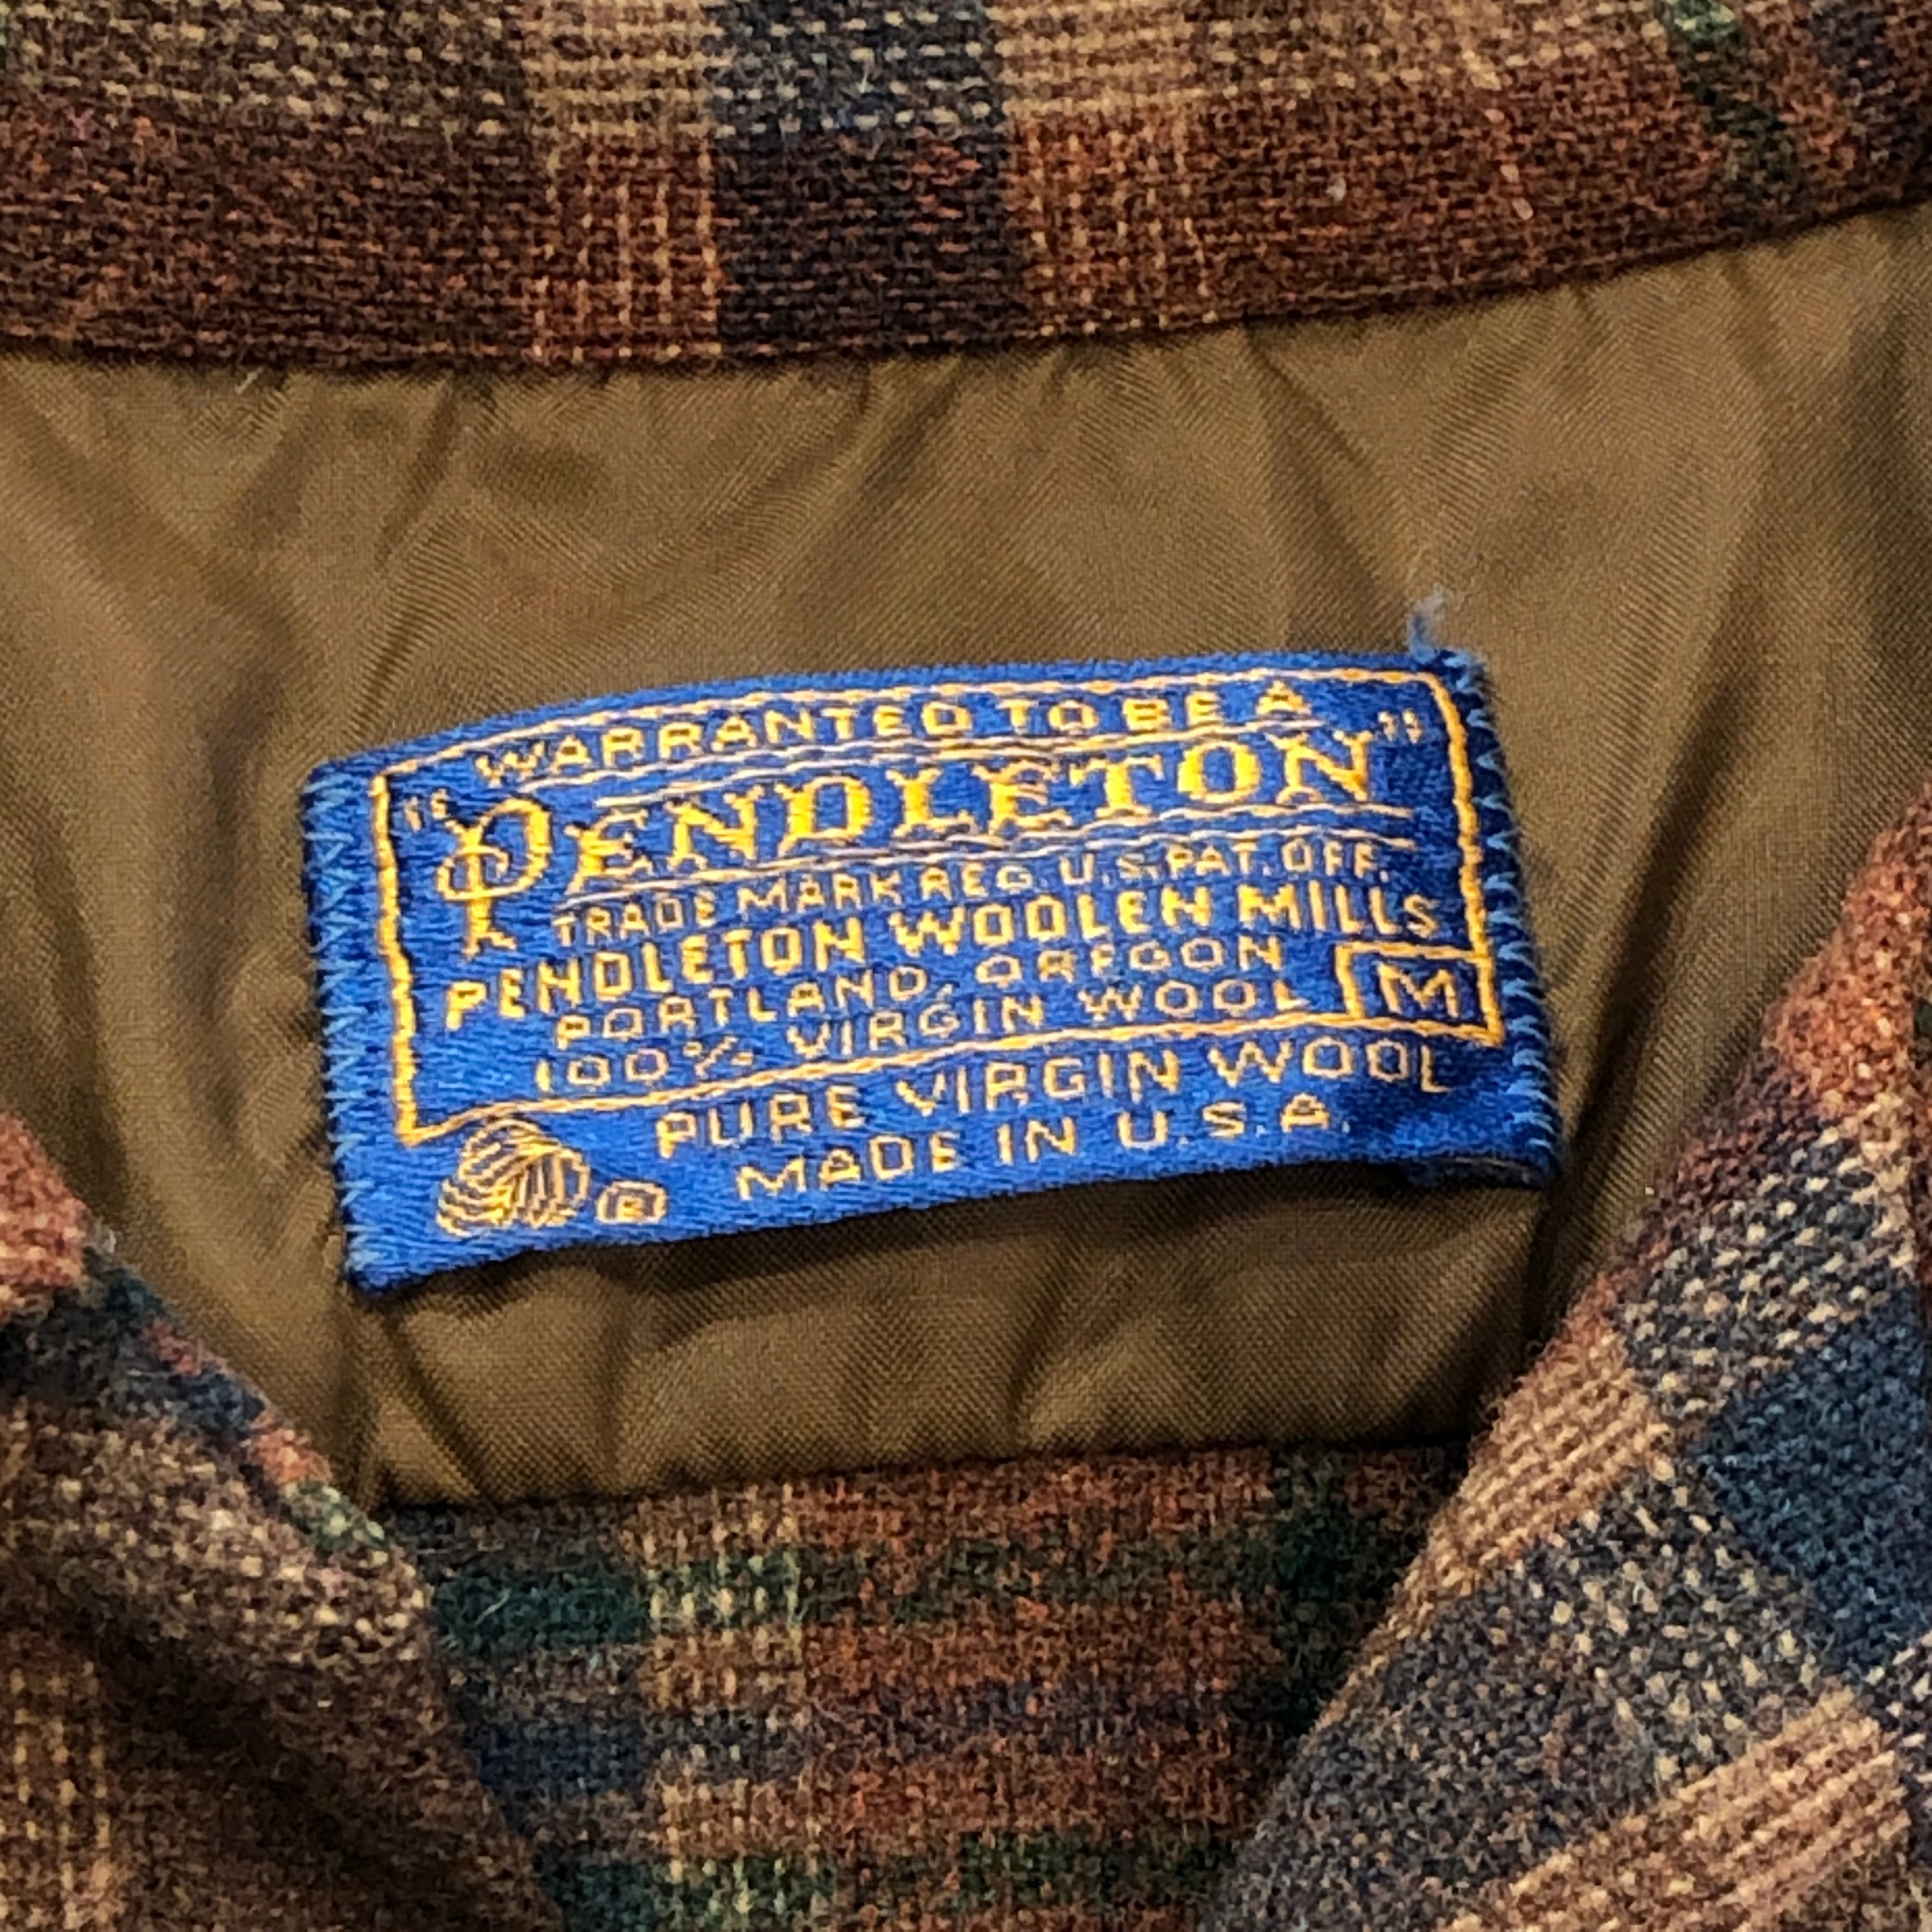 WARRANTED TO BE A
"PENDLETON"
TRADE MARK REG. U.S. PAT. OFF.
PENDLETON WOOLEN MILLS
PORTLAND, OREGON
100% VIRGIN WOOL
M
PURE VIRGIN WOOL
® MADE IN U.S.A.